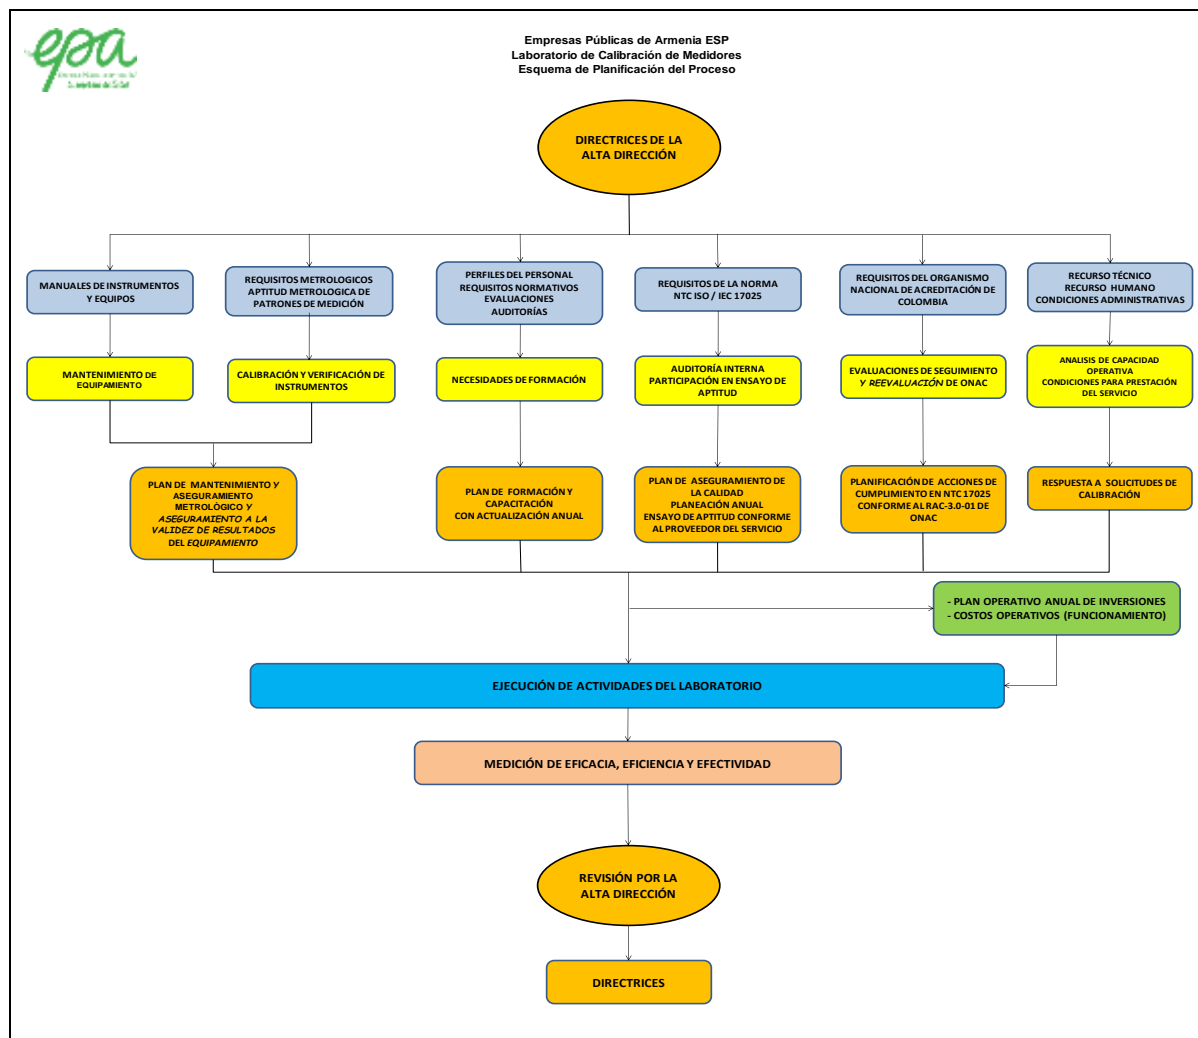 epa
Empresas Públicas de Armenia ESP
Laboratorio de Calibración de Medidores
Esquema de Planificación del Proceso
DIRECTRICES DE LA
ALTA DIRECCIÓN
MANUALES DE INSTRUMENTOS
Y EQUIPOS
REQUISITOS METROLOGICOS
APTITUD METROLOGICA DE
PATRONES DE MEDICIÓN
PERFILES DEL PERSONAL
REQUISITOS NORMATIVOS
EVALUACIONES
AUDITORÍAS
REQUISITOS DE LA NORMA
NTC ISO / IEC 17025
REQUISITOS DEL ORGANISMO
NACIONAL DE ACREDITACIÓN DE
COLOMBIA
RECURSO TÉCNICO
RECURSO HUMANO
CONDICIONES ADMINISTRATIVAS
MANTENIMIENTO DE
EQUIPAMIENTO
CALIBRACIÓN Y VERIFICACIÓN DE
INSTRUMENTOS
NECESIDADES DE FORMACIÓN
AUDITORÍA INTERNA
PARTICIPACIÓN EN ENSAYO DE
APTITUD
EVALUACIONES DE SEGUIMIENTO
Y REEVALUACIÓN DE ONAC
ANALISIS DE CAPACIDAD
OPERATIVA
CONDICIONES PARA PRESTACIÓN
DEL SERVICIO
PLAN DE MANTENIMIENTO Y
ASEGURAMIENTO
METROLÓGICO Y
ASEGURAMIENTO A LA
VALIDEZ DE RESULTADOS
DEL EQUIPAMIENTO
PLAN DE FORMACIÓN Y
CAPACITACIÓN
CON ACTUALIZACIÓN ANUAL
PLAN DE ASEGURAMIENTO DE
LA CALIDAD
PLANEACIÓN ANUAL
ENSAYO DE APTITUD CONFORME
AL PROVEEDOR DEL SERVICIO
PLANIFICACIÓN DE ACCIONES DE
CUMPLIMIENTO EN NTC 17025
CONFORME AL RAC-3.0-01 DE
ONAC
RESPUESTA A SOLICITUDES DE
CALIBRACIÓN
- PLAN OPERATIVO ANUAL DE INVERSIONES
- COSTOS OPERATIVOS (FUNCIONAMIENTO)
EJECUCIÓN DE ACTIVIDADES DEL LABORATORIO
MEDICIÓN DE EFICACIA, EFICIENCIA Y EFECTIVIDAD
REVISIÓN POR LA
ALTA DIRECCIÓN
DIRECTRICES